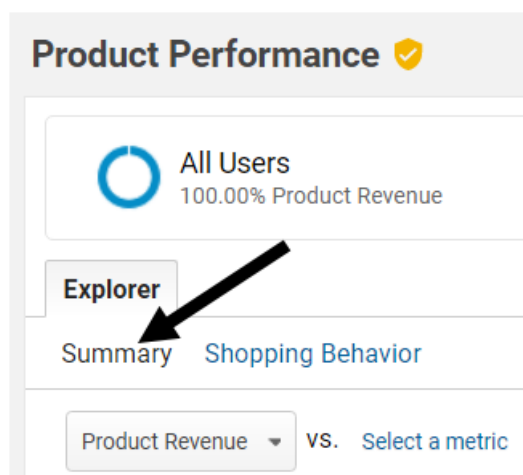 Product Performance
All Users
100.00% Product Revenue
Explorer
Summary Shopping Behavior
Product Revenue vs. Select a metric